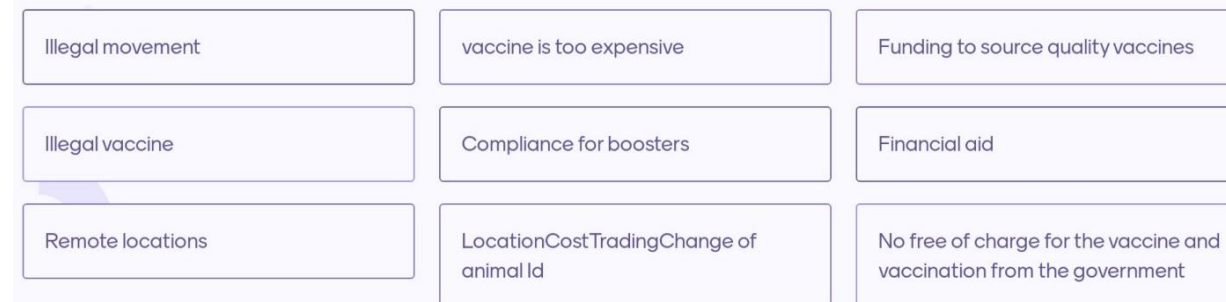 Illegal movement
vaccine is too expensive
Funding to source quality vaccines
Illegal vaccine
Compliance for boosters
Financial aid
Remote locations
LocationCostTradingChange of
animal Id
No free of charge for the vaccine and
vaccination from the government